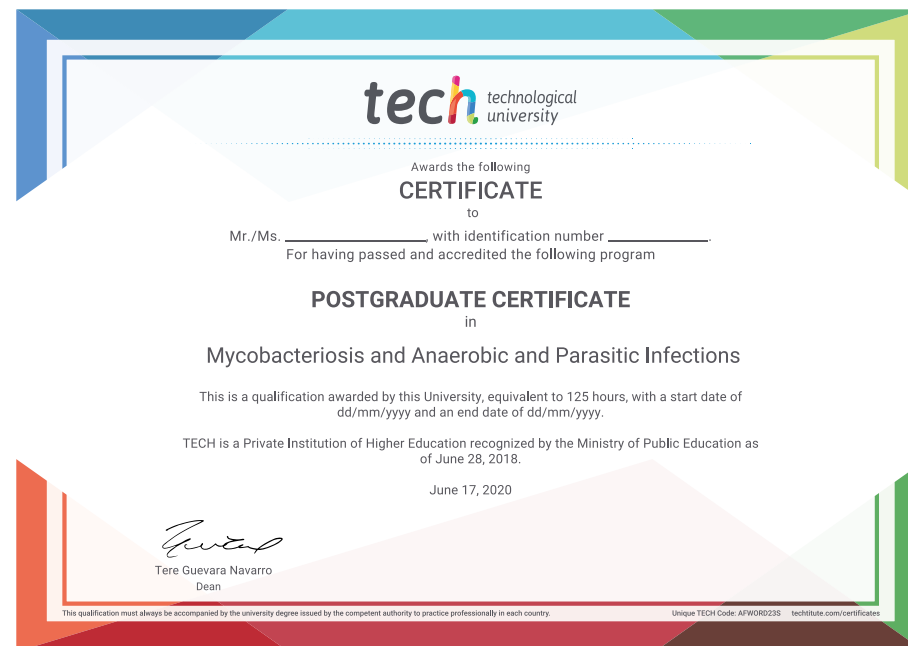 tech technological
university
Awards the following
CERTIFICATE
to
Mr./Ms. ____________, with identification number _________.
For having passed and accredited the following program
POSTGRADUATE CERTIFICATE
in
Mycobacteriosis and Anaerobic and Parasitic Infections
This is a qualification awarded by this University, equivalent to 125 hours, with a start date of
dd/mm/yyyy and an end date of dd/mm/yyyy.
TECH is a Private Institution of Higher Education recognized by the Ministry of Public Education as
of June 28, 2018.
June 17, 2020
Tere Guevara Navarro
Dean
This qualification must always be accompanied by the university degree issued by the competent authority to practice professionally in each country. Unique TECH Code: AFWORD23S techtitute.com/certificates